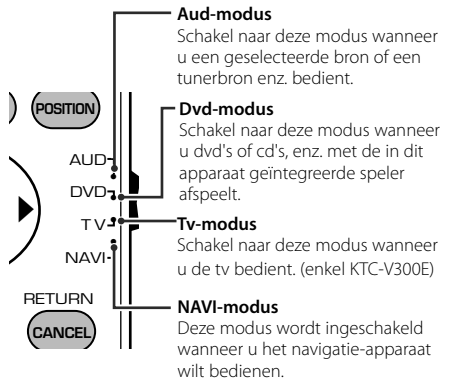 Aud-modus
Schakel naar deze modus wanneer
u een geselecteerde bron of een
tunerbron enz. bedient.
POSITION
Dvd-modus
Schakel naar deze modus wanneer
u dvd's of cd's, enz. met de in dit
apparaat geïntegreerde speler
afspeelt.
AUD
DVD
TV
NAVI
Tv-modus
Schakel naar deze modus wanneer
u de tv bedient. (enkel KTC-V300E)
RETURN
CANCEL
NAVI-modus
Deze modus wordt ingeschakeld
wanneer u het navigatie-apparaat
wilt bedienen.